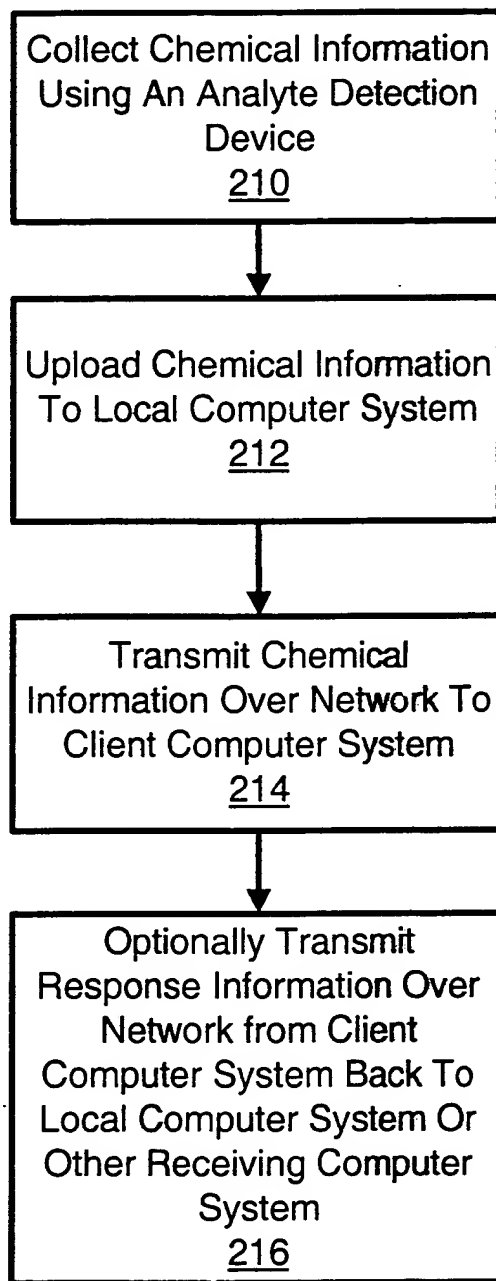 Collect Chemical Information
Using An Analyte Detection
Device
210
Upload Chemical Information
To Local Computer System
212
Transmit Chemical
Information Over Network To
Client Computer System
214
Optionally Transmit
Response Information Over
Network from Client
Computer System Back To
Local Computer System Or
Other Receiving Computer
System
216